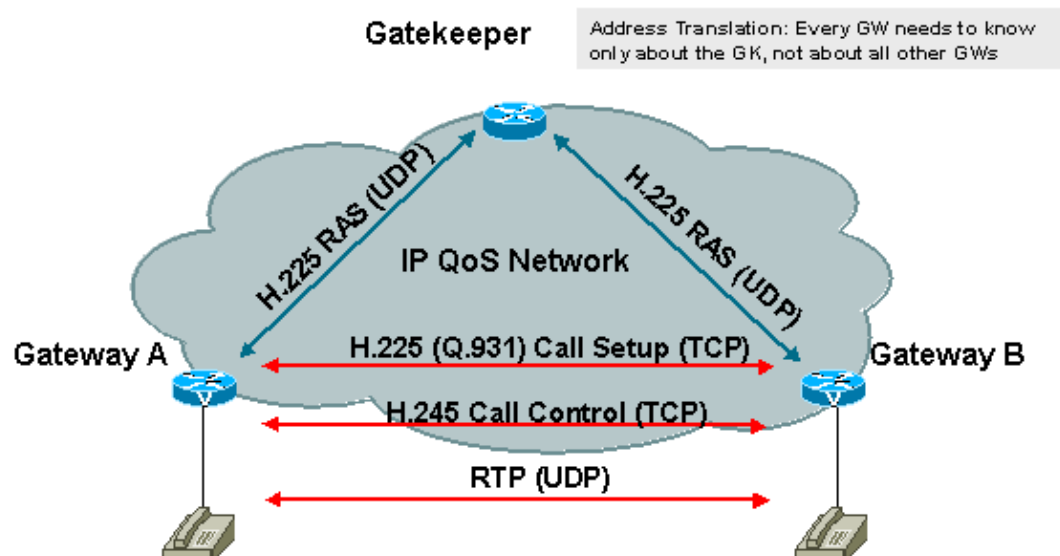 Gatekeeper
Address Translation: Every GW needs to know
only about the GK, not about all other GWs
H.225 RAS (UDP)
H.225 RAS (UDP)
IP QoS Network
Gateway A
H.225 (Q.931) Call Setup (TCP)
Gateway B
V
V
V
H.245 Call Control (TCP)
RTP (UDP)